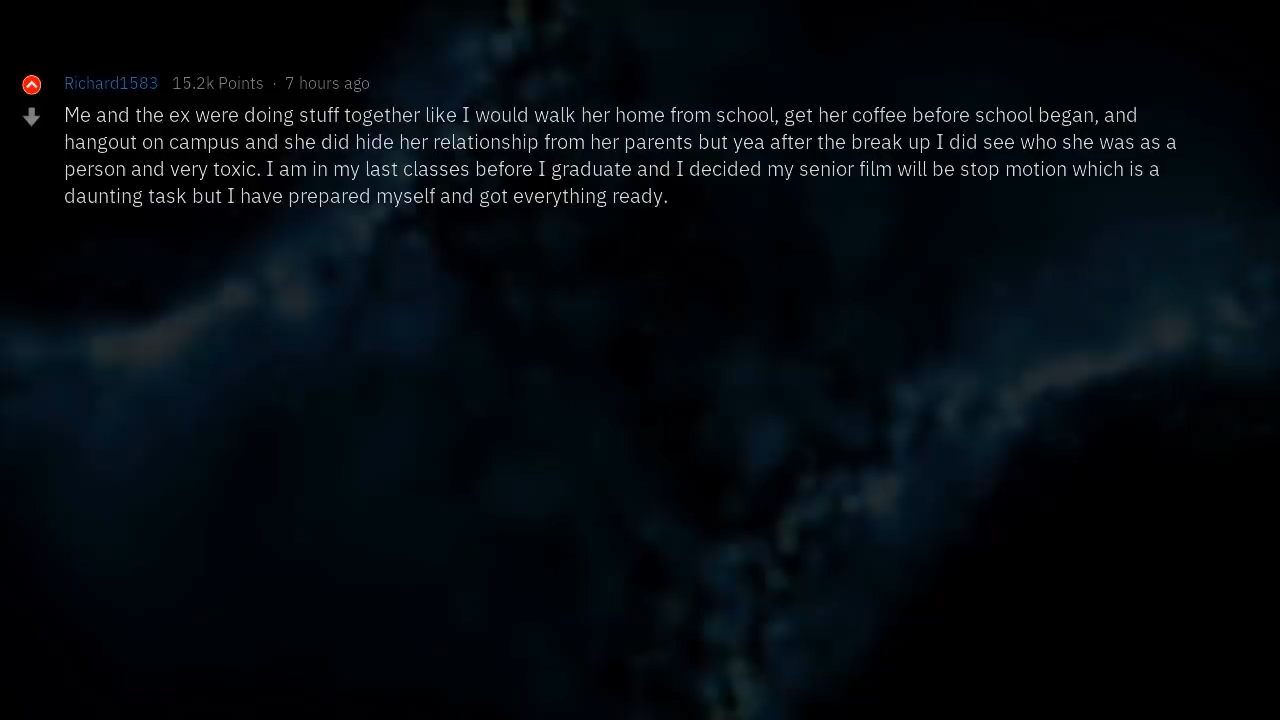 Richard1583 15.2k Points · 7 hours ago
Me and the ex were doing stuff together like I would walk her home from school, get her coffee before school began, and
hangout on campus and she did hide her relationship from her parents but yea after the break up I did see who she was as a
person and very toxic. I am in my last classes before I graduate and I decided my senior film will be stop motion which is a
daunting task but I have prepared myself and got everything ready.